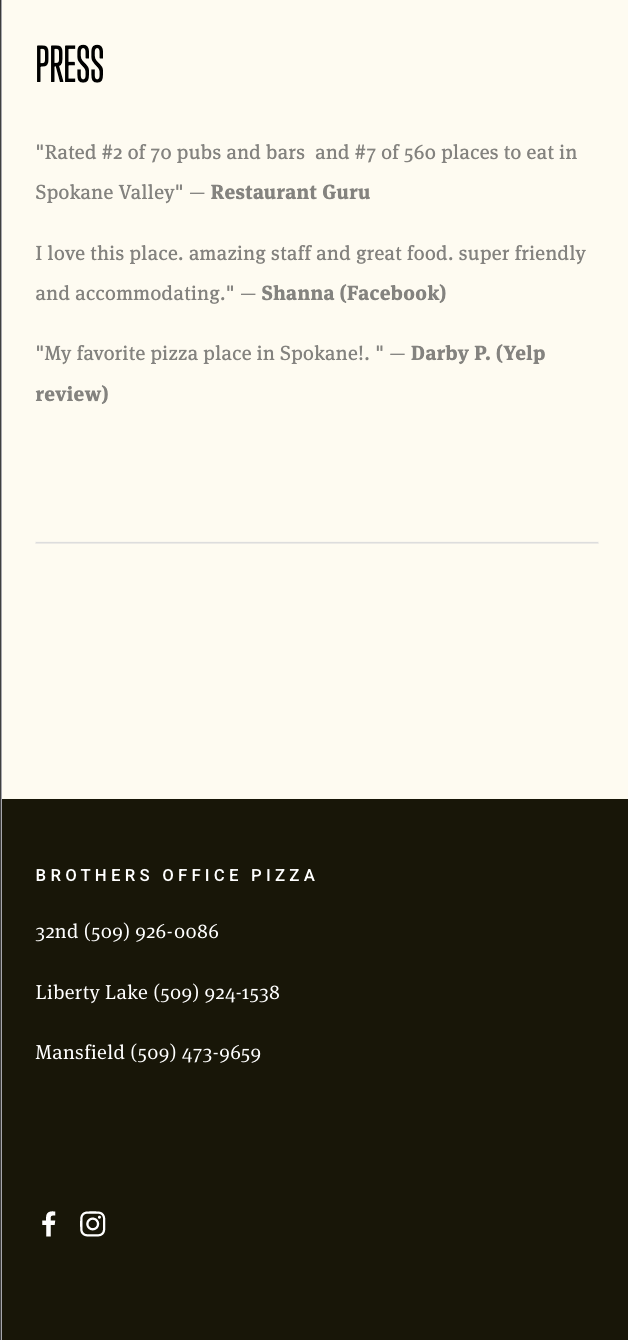 PRESS
"Rated #2 of 70 pubs and bars  and #7 of 560 places to eat in
Spokane Valley" — Restaurant Guru
I love this place. amazing staff and great food. super friendly
and accommodating." — Shanna (Facebook)
"My favorite pizza place in Spokane!. " — Darby P. (Yelp
review)
BROTHERS OFFICE PIZZA
32nd (509) 926-0086
Liberty Lake (509) 924-1538
Mansfield (509) 473-9659